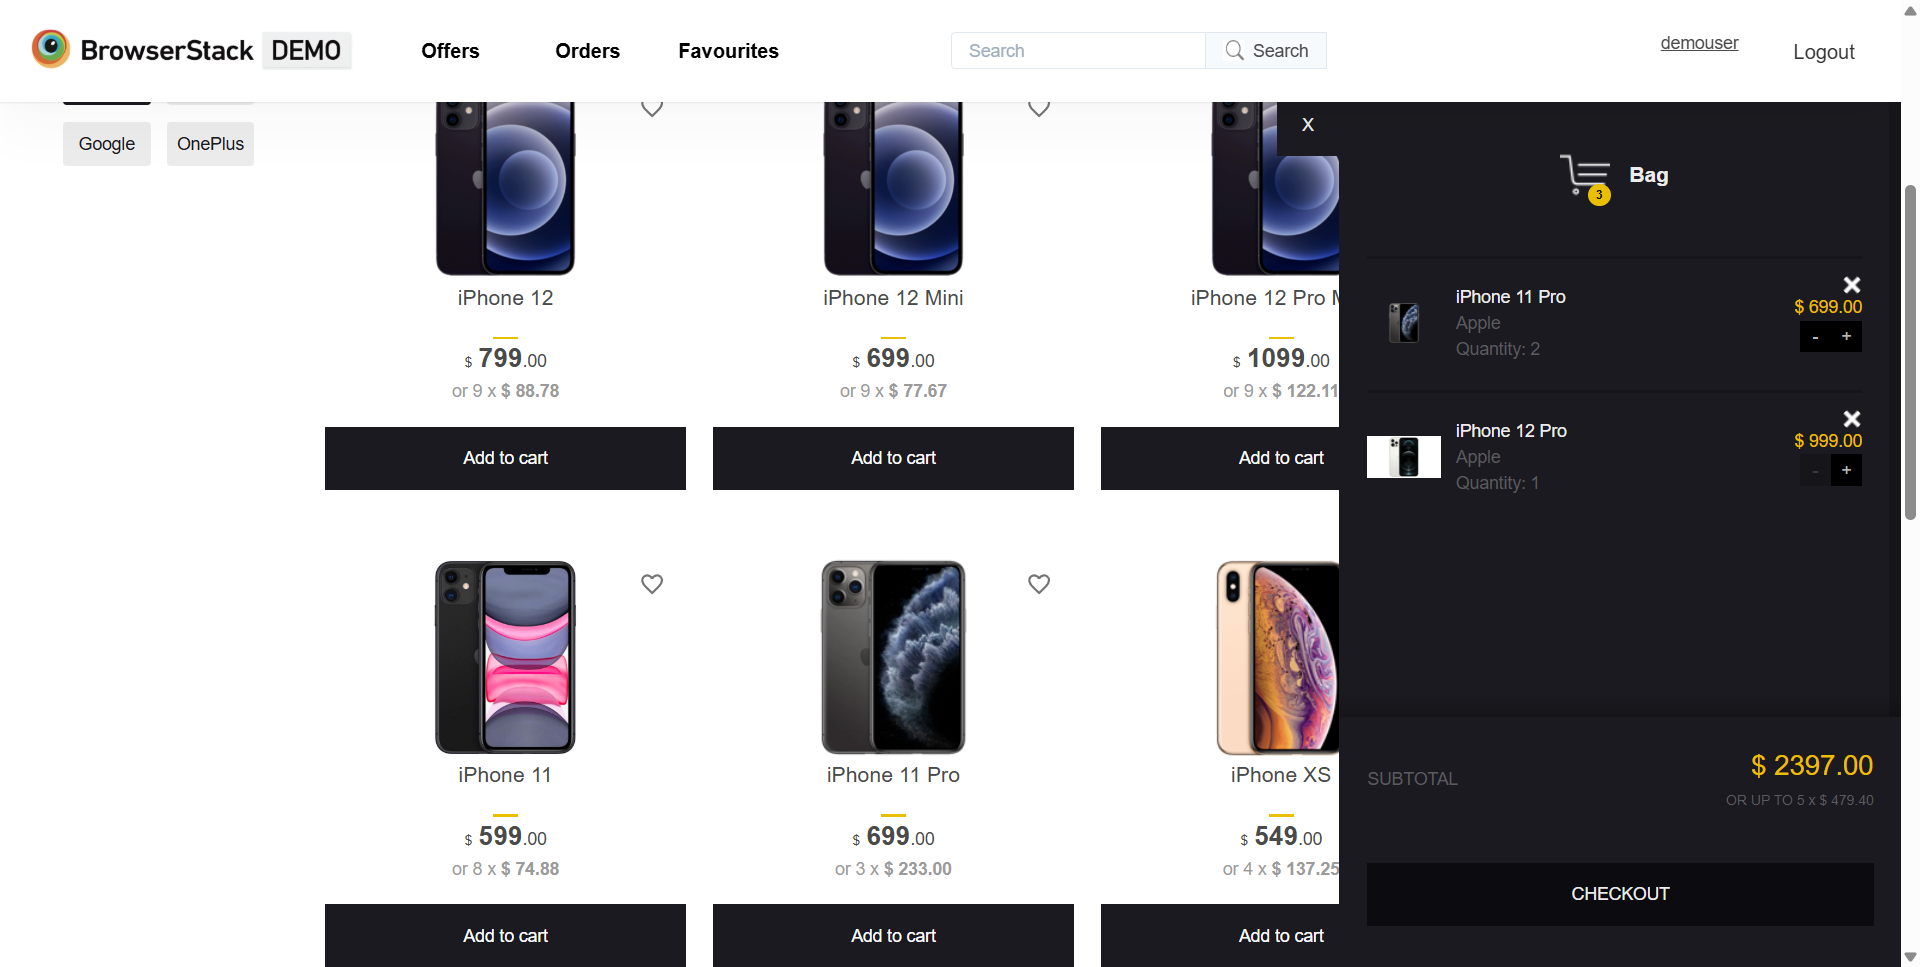 BrowserStack DEMO
Offers
Orders
Favourites
Search
Search
demouser
Logout
Google
OnePlus
iPhone 12
$ 799.00
or 9 x $ 88.78
Add to cart
iPhone 12 Mini
$ 699.00
or 9 x $ 77.67
Add to cart
iPhone 12 Pro
$ 1099.00
or 9 x $ 122.11
Add to cart
iPhone 11
$ 599.00
or 8 x $ 74.88
Add to cart
iPhone 11 Pro
$ 699.00
or 3 x $ 233.00
Add to cart
iPhone XS
$ 549.00
or 4 x $ 137.25
Add to cart
X
3
Bag
iPhone 11 Pro
Apple
Quantity: 2
$ 699.00
- +
iPhone 12 Pro
Apple
Quantity: 1
$ 999.00
- +
SUBTOTAL
$ 2397.00
OR UP TO 5 x $ 479.40
CHECKOUT